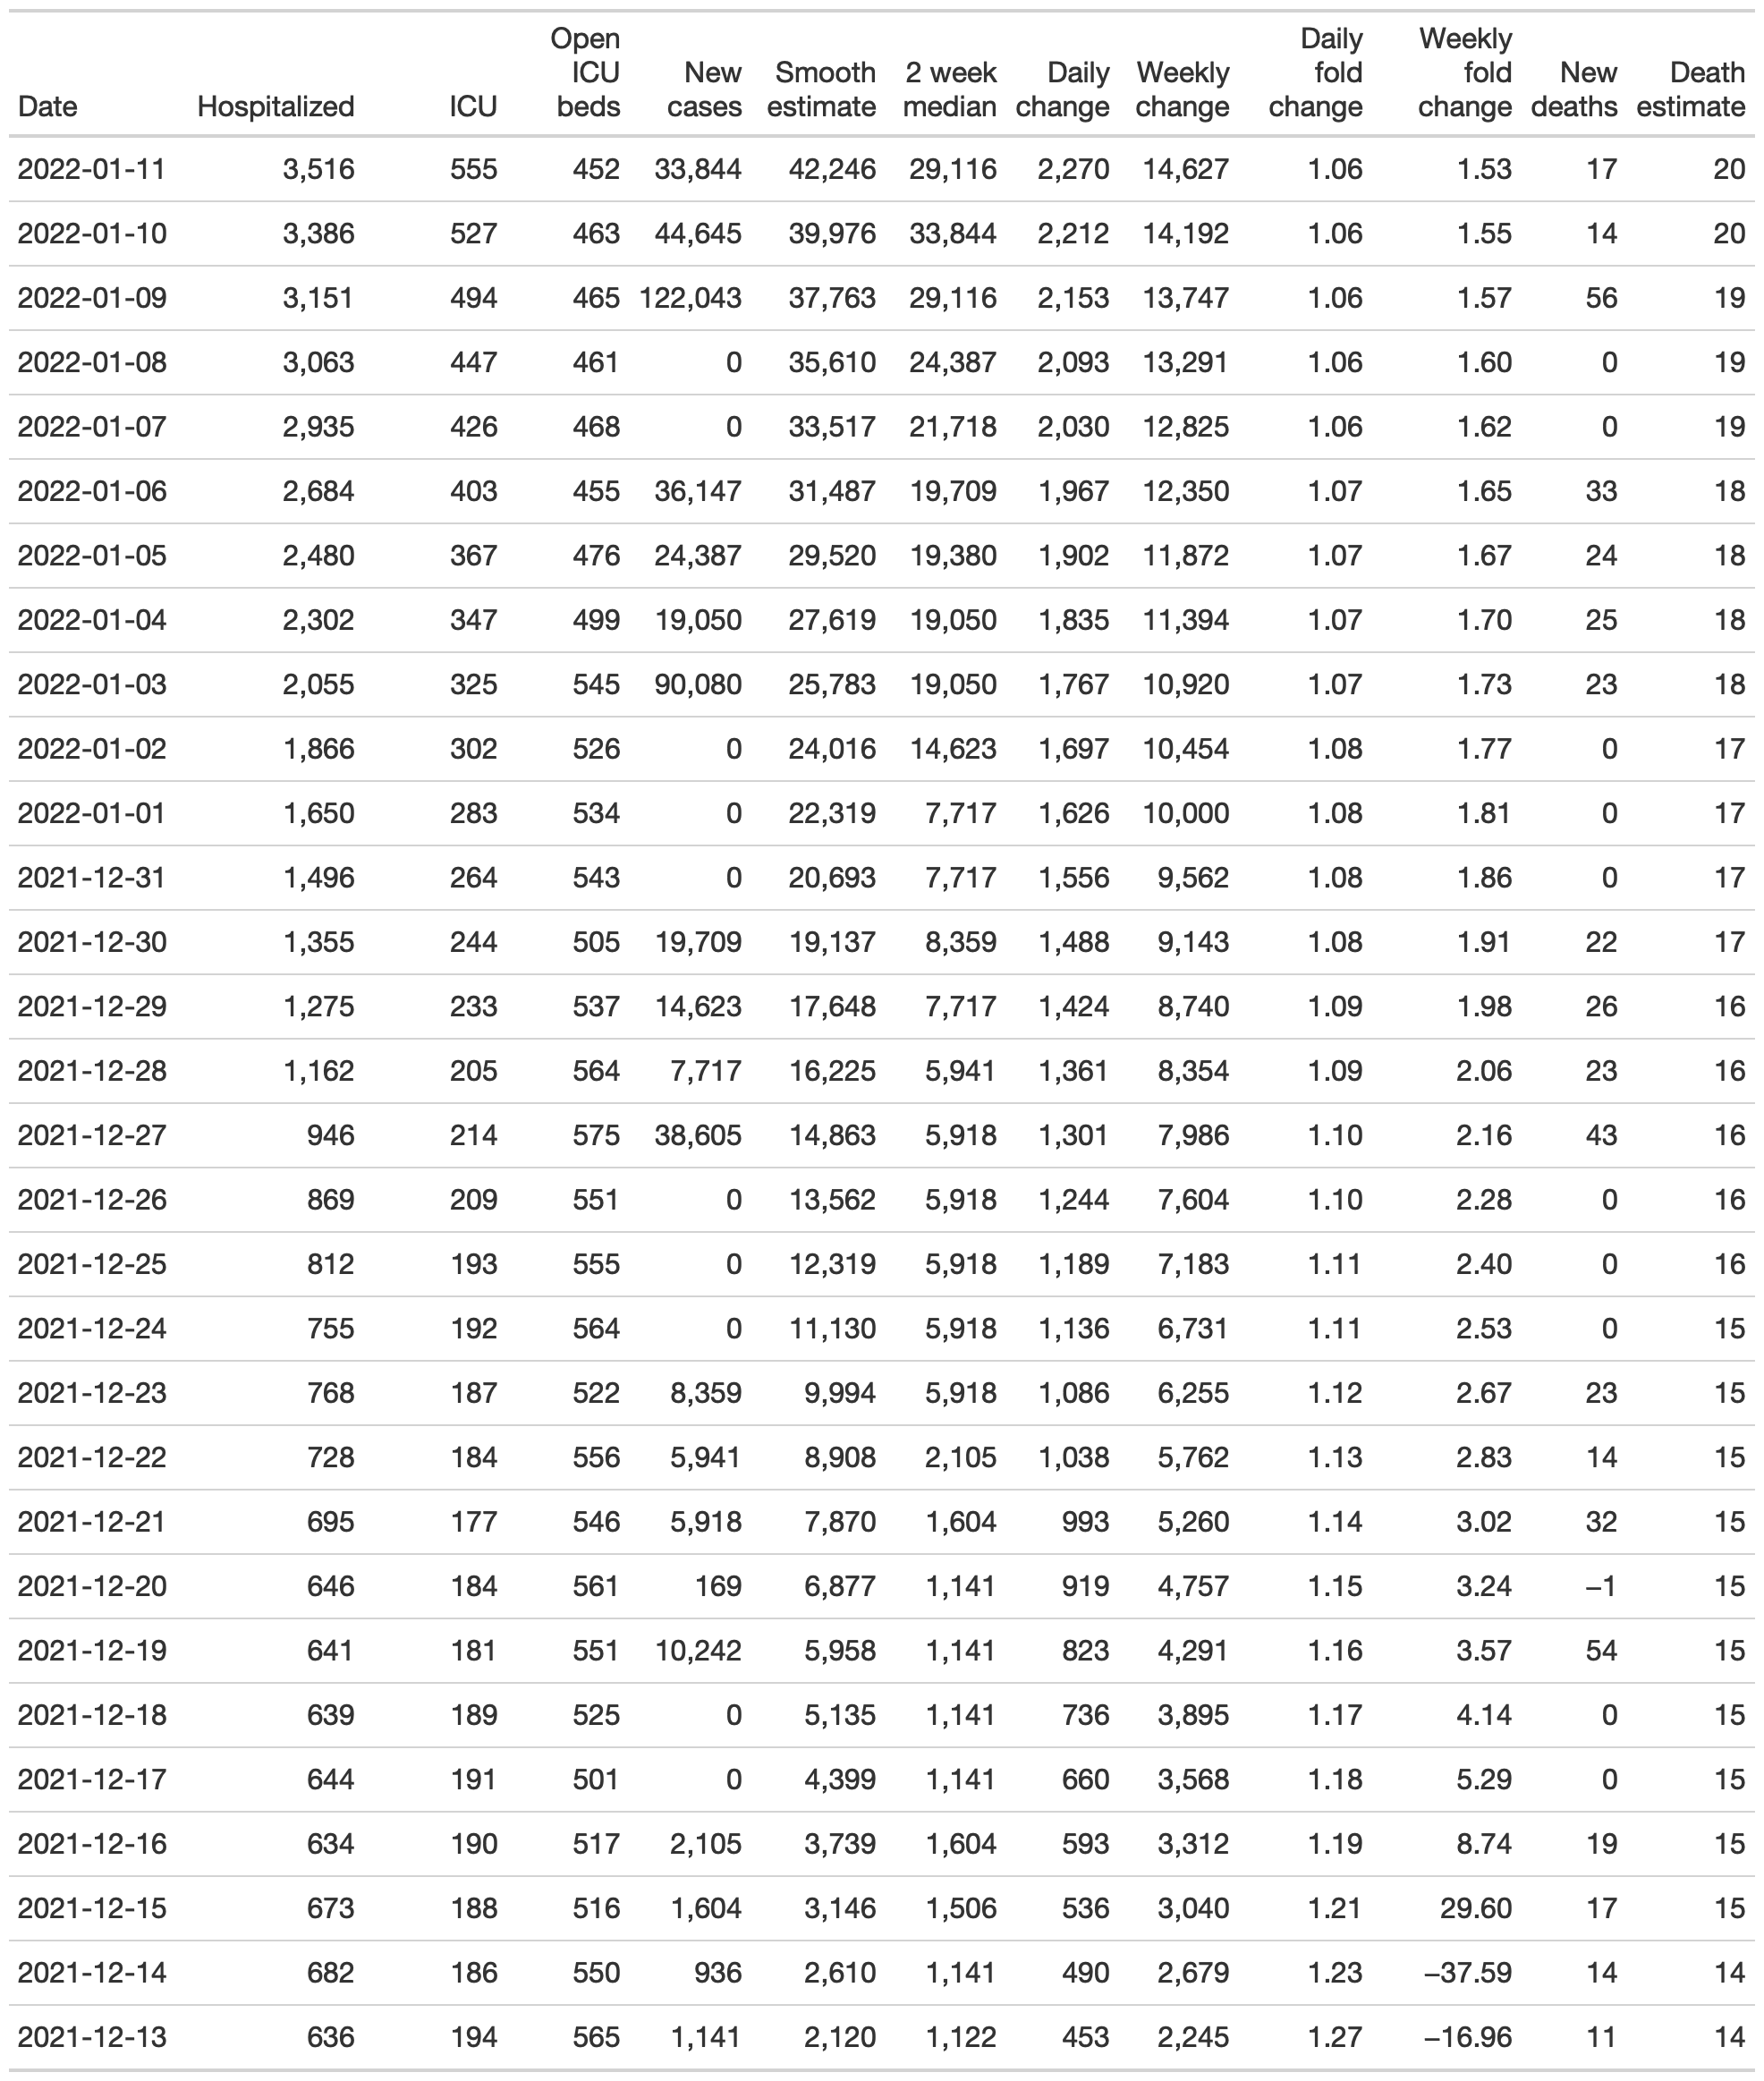 Date Hospitalized ICU Open ICU beds New cases Smooth estimate 2 week median Daily change Weekly change Daily fold change Weekly fold change New deaths Death estimate
2022-01-11 3,516 555 452 33,844 42,246 29,116 2,270 14,627 1.06 1.53 17 20
2022-01-10 3,386 527 463 44,645 39,976 33,844 2,212 14,192 1.06 1.55 14 20
2022-01-09 3,151 494 465 122,043 37,763 29,116 2,153 13,747 1.06 1.57 56 19
2022-01-08 3,063 447 461 0 35,610 24,387 2,093 13,291 1.06 1.60 0 19
2022-01-07 2,935 426 468 0 33,517 21,718 2,030 12,825 1.06 1.62 0 19
2022-01-06 2,684 403 455 36,147 31,487 19,709 1,967 12,350 1.07 1.65 33 18
2022-01-05 2,480 367 476 24,387 29,520 19,380 1,902 11,872 1.07 1.67 24 18
2022-01-04 2,302 347 499 19,050 27,619 19,050 1,835 11,394 1.07 1.70 25 18
2022-01-03 2,055 325 545 90,080 25,783 19,050 1,767 10,920 1.07 1.73 23 18
2022-01-02 1,866 302 526 0 24,016 14,623 1,697 10,454 1.08 1.77 0 17
2022-01-01 1,650 283 534 0 22,319 7,717 1,626 10,000 1.08 1.81 0 17
2021-12-31 1,496 264 543 0 20,693 7,717 1,556 9,562 1.08 1.86 0 17
2021-12-30 1,355 244 505 19,709 19,137 8,359 1,488 9,143 1.08 1.91 22 17
2021-12-29 1,275 233 537 14,623 17,648 7,717 1,424 8,740 1.09 1.98 26 16
2021-12-28 1,162 205 564 7,717 16,225 5,941 1,361 8,354 1.09 2.06 23 16
2021-12-27 946 214 575 38,605 14,863 5,918 1,301 7,986 1.10 2.16 43 16
2021-12-26 869 209 551 0 13,562 5,918 1,244 7,604 1.10 2.28 0 16
2021-12-25 812 193 555 0 12,319 5,918 1,189 7,183 1.11 2.40 0 16
2021-12-24 755 192 564 0 11,130 5,918 1,136 6,731 1.11 2.53 0 15
2021-12-23 768 187 522 8,359 9,994 5,918 1,086 6,255 1.12 2.67 23 15
2021-12-22 728 184 556 5,941 8,908 2,105 1,038 5,762 1.13 2.83 14 15
2021-12-21 695 177 546 5,918 7,870 1,604 993 5,260 1.14 3.02 32 15
2021-12-20 646 184 561 169 6,877 1,141 919 4,757 1.15 3.24 −1 15
2021-12-19 641 181 551 10,242 5,958 1,141 823 4,291 1.16 3.57 54 15
2021-12-18 639 189 525 0 5,135 1,141 736 3,895 1.17 4.14 0 15
2021-12-17 644 191 501 0 4,399 1,141 660 3,568 1.18 5.29 0 15
2021-12-16 634 190 517 2,105 3,739 1,604 593 3,312 1.19 8.74 19 15
2021-12-15 673 188 516 1,604 3,146 1,506 536 3,040 1.21 29.60 17 15
2021-12-14 682 186 550 936 2,610 1,141 490 2,679 1.23 −37.59 14 14
2021-12-13 636 194 565 1,141 2,120 1,122 453 2,245 1.27 −16.96 11 14